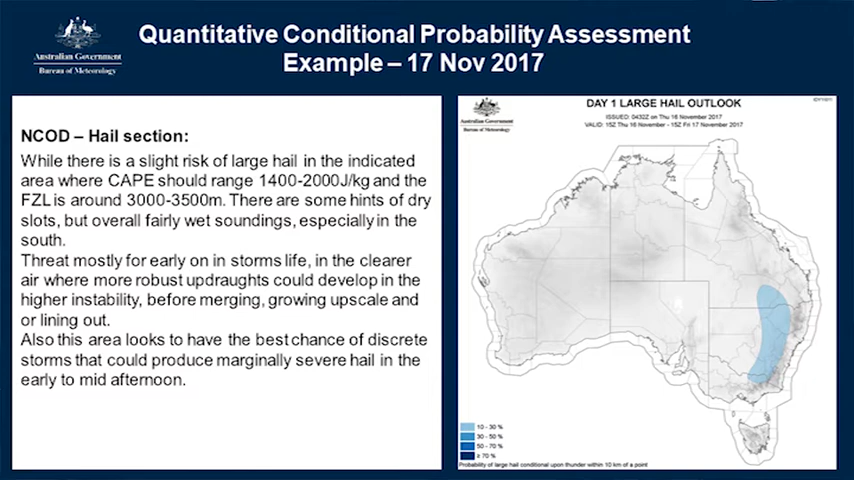 Quantitative Conditional Probability Assessment
Example – 17 Nov 2017
Australian Government
Bureau of Meteorology
NCOD – Hail section:
While there is a slight risk of large hail in the indicated
area where CAPE should range 1400-2000J/kg and the
FZL is around 3000-3500m. There are some hints of dry
slots, but overall fairly wet soundings, especially in the
south.
Threat mostly for early on in storms life, in the clearer
air where more robust updraughts could develop in the
higher instability, before merging, growing upscale and
or lining out.
Also this area looks to have the best chance of discrete
storms that could produce marginally severe hail in the
early to mid afternoon.
Australian Government
Bureau of Meteorology
DAY 1 LARGE HAIL OUTLOOK
ISSUED: 0432Z on Thu 16 November 2017
VALID: 15Z Thu 16 November - 15Z Fri 17 November 2017
10 - 30 %
30 - 50 %
50 - 70 %
≥ 70 %
Probability of large hail conditional upon thunder within 10 km of a point